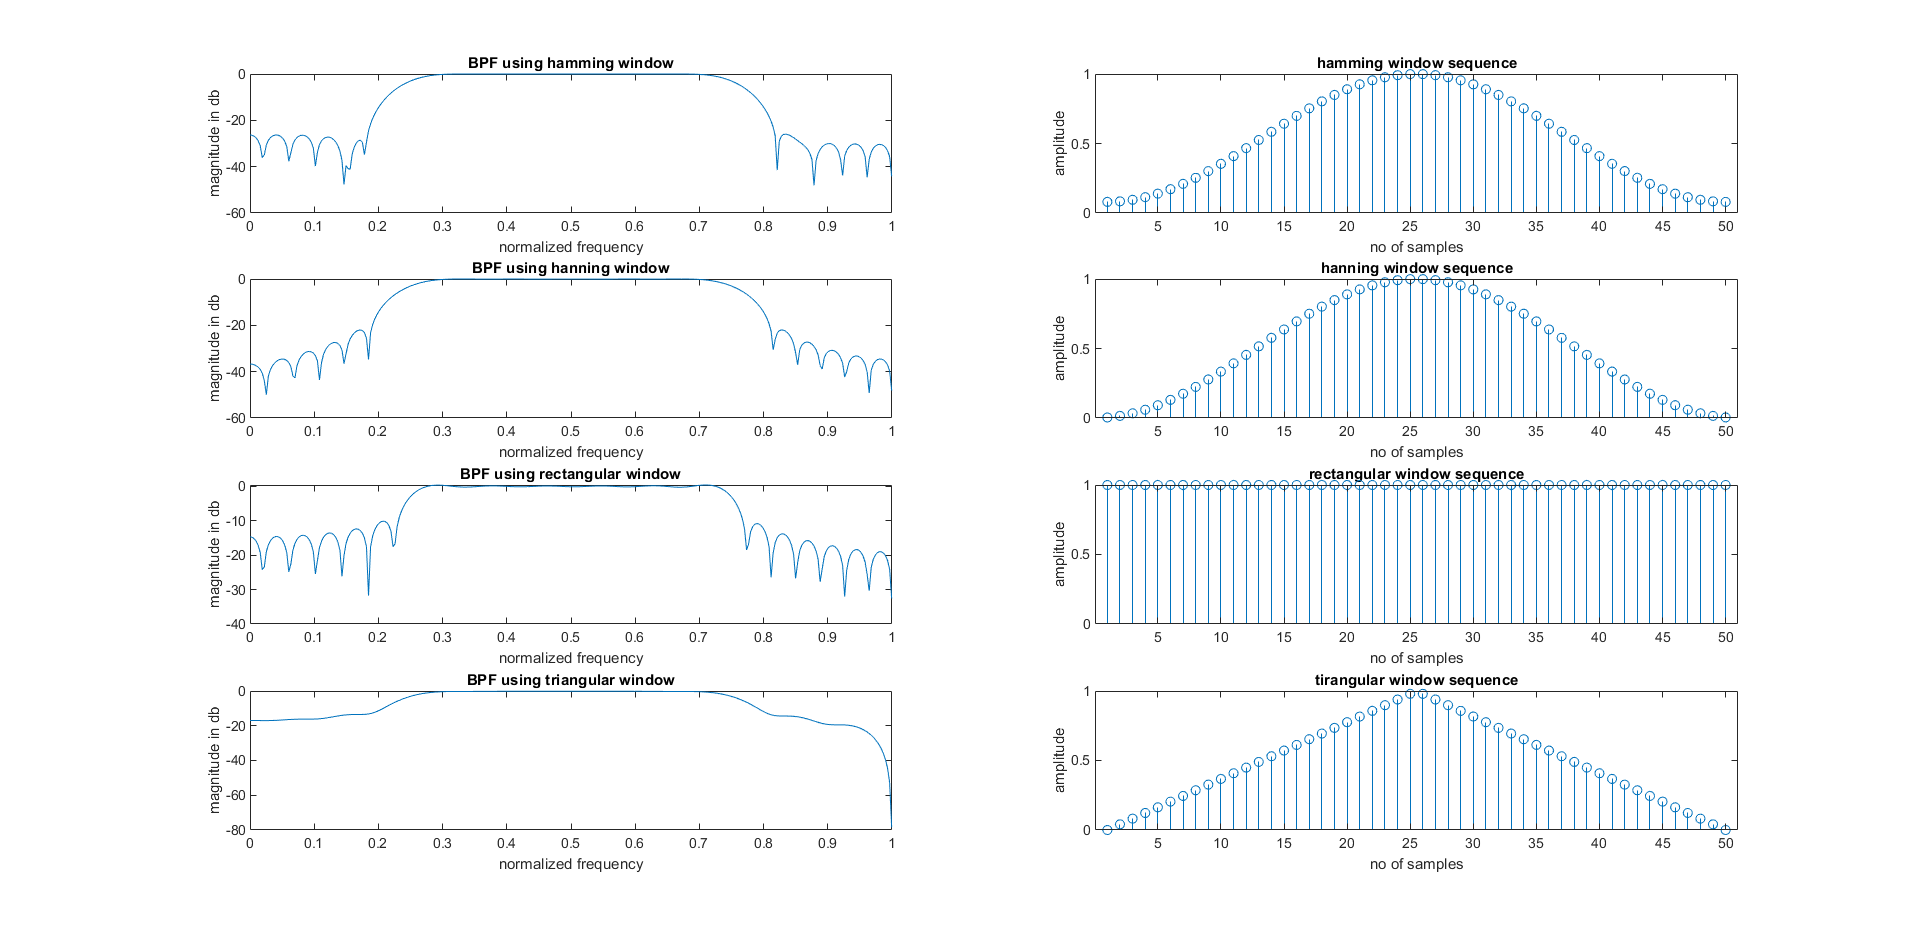 BPF using hamming window
0
-20
-40
-60
magnitude in db
0 0.1 0.2 0.3 0.4 0.5 0.6 0.7 0.8 0.9 1
normalized frequency
hamming window sequence
1
0.5
0
amplitude
5 10 15 20 25 30 35 40 45 50
no of samples
BPF using hanning window
0
-20
-40
-60
magnitude in db
0 0.1 0.2 0.3 0.4 0.5 0.6 0.7 0.8 0.9 1
normalized frequency
hanning window sequence
1
0.5
0
amplitude
5 10 15 20 25 30 35 40 45 50
no of samples
BPF using rectangular window
0
-10
-20
-30
-40
magnitude in db
0 0.1 0.2 0.3 0.4 0.5 0.6 0.7 0.8 0.9 1
normalized frequency
rectangular window sequence
1
0.5
0
amplitude
5 10 15 20 25 30 35 40 45 50
no of samples
BPF using triangular window
0
-20
-40
-60
-80
magnitude in db
0 0.1 0.2 0.3 0.4 0.5 0.6 0.7 0.8 0.9 1
normalized frequency
tirangular window sequence
1
0.5
0
amplitude
5 10 15 20 25 30 35 40 45 50
no of samples